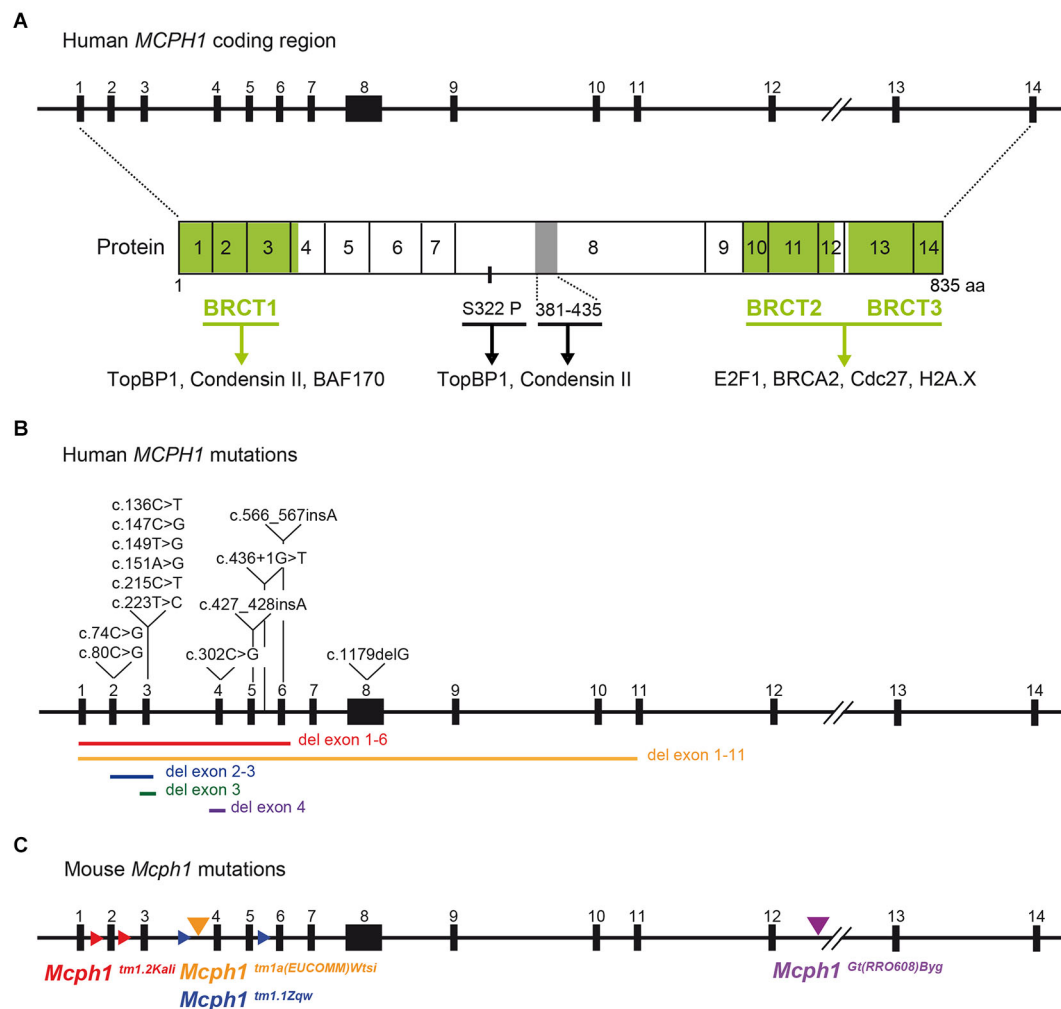 A
Human MCPH1 coding region
1 2 3 4 5 6 7 8 9 10 11 12 13 14
Protein 1 2 3 4 5 6 7 8 9 10 11 12 13 14
1 835 aa
BRCT1 S322 P 381-435 BRCT2 BRCT3
TopBP1, Condensin II, BAF170 TopBP1, Condensin II E2F1, BRCA2, Cdc27, H2A.X
B
Human MCPH1 mutations
c.136C>T
c.147C>G
c.149T>G
c.151A>G
c.215C>T
c.223T>C
c.74C>G
c.80C>G
c.566_567insA
c.436+1G>T
c.427_428insA
c.302C>G
c.1179delG
1 2 3 4 5 6 7 8 9 10 11 12 13 14
del exon 1-6
del exon 1-11
del exon 2-3
del exon 3
del exon 4
C
Mouse Mcph1 mutations
1 2 3 4 5 6 7 8 9 10 11 12 13 14
Mcph1 tm1.2Kali Mcph1 tm1a(EUCOMM)Wtsi Mcph1 Gt(RRO608)Byg
Mcph1 tm1.1Zqw